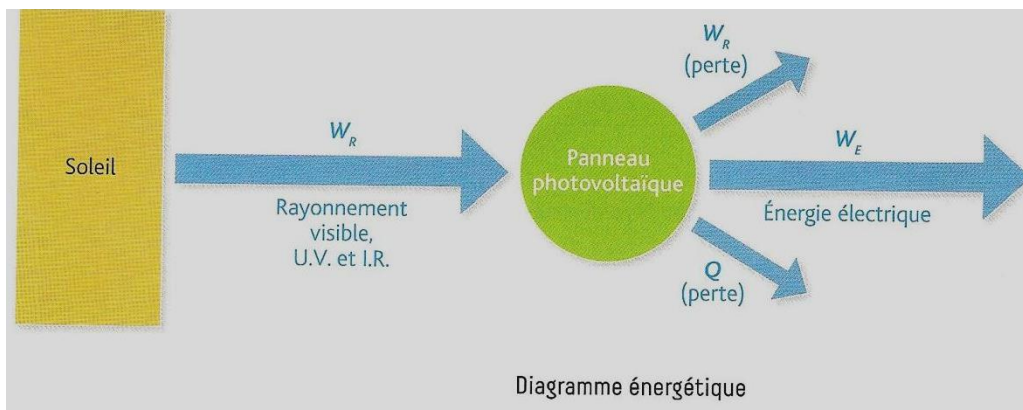 Soleil
W_R
Rayonnement
visible,
U.V. et I.R.
Panneau
photovoltaïque
W_R
(perte)
W_E
Énergie électrique
Q
(perte)
Diagramme énergétique